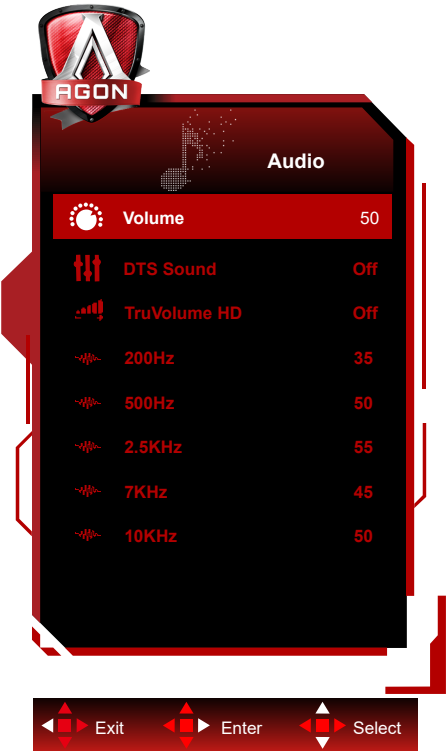 AGON
Audio
Volume 50
DTS Sound Off
TruVolume HD Off
200Hz 35
500Hz 50
2.5KHz 55
7KHz 45
10KHz 50
Exit Enter Select